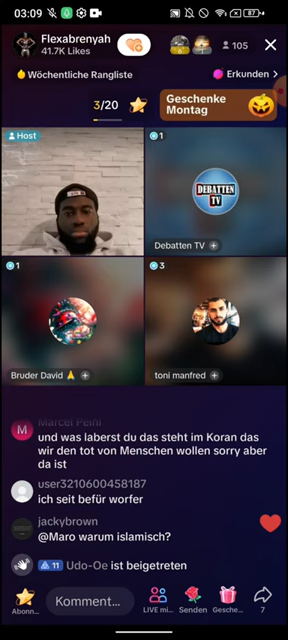 03:09
87
Flexabrenyah
41.7K Likes
105
Wöchentliche Rangliste
Erkunden >
3/20
Geschenke
Montag
Host
1
DEBATTEN
TV
Debatten TV
1
Bruder David
3
toni manfred
M
und was laberst du das steht im Koran das
wir den tot von Menschen wollen sorry aber
da ist
user3210600458187
ich seit befür worfer
jackybrown
@Maro warum islamisch?
11 Udo-Oe ist beigetreten
Abonn...
Komment...
LIVE mi...
Senden
Gesche...
7